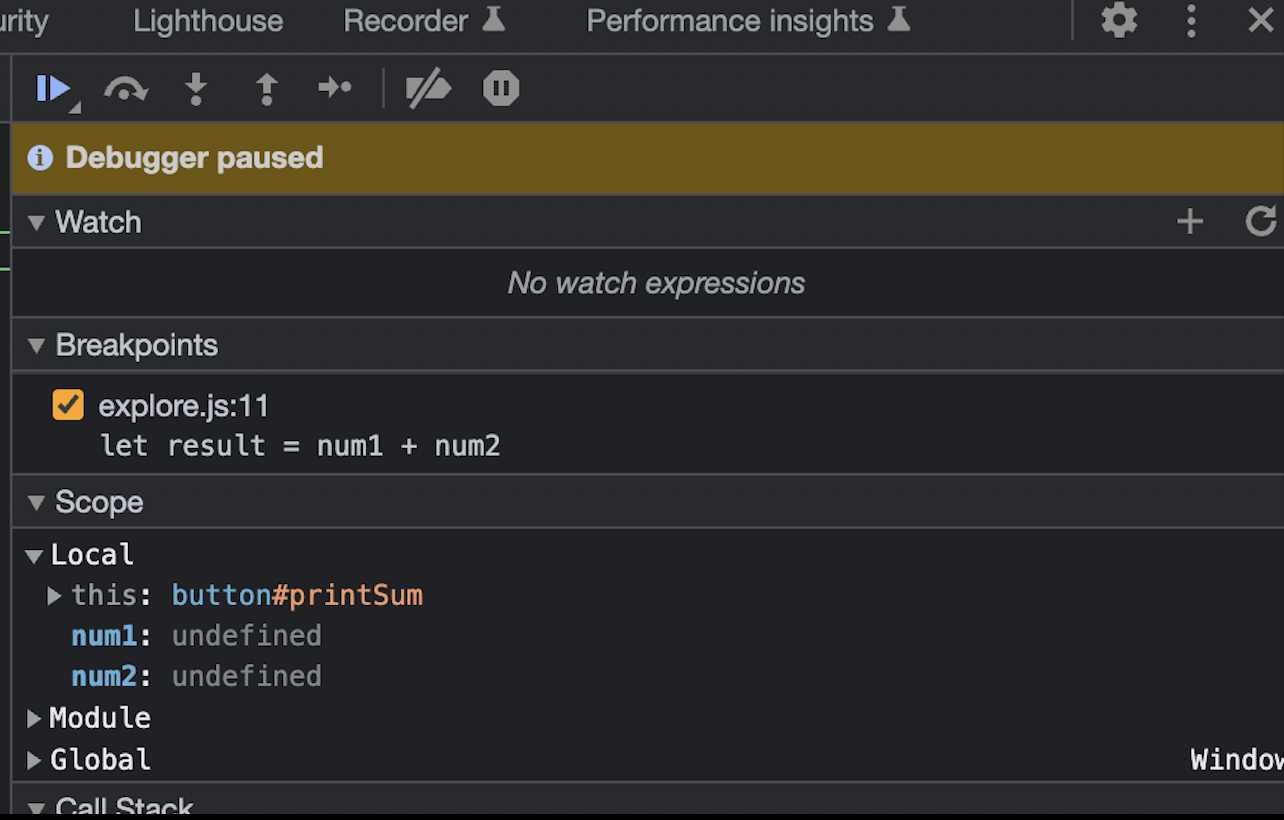 Lighthouse Recorder Performance insights
Debugger paused
Watch
No watch expressions
Breakpoints
explore.js:11
let result = num1 + num2
Scope
Local
this: button#printSum
num1: undefined
num2: undefined
Module
Global Window
Call Stack